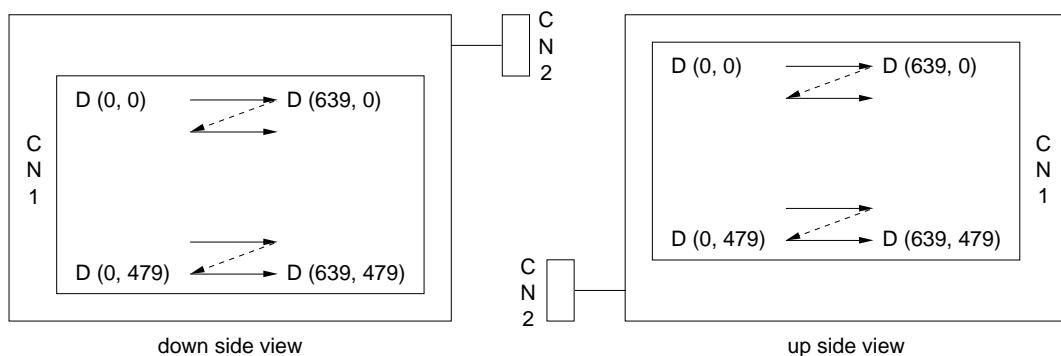 C
N
2
D (0, 0) D (639, 0)
C
N
1
D (0, 479) D (639, 479)
down side view
D (0, 0) D (639, 0)
C
N
1
D (0, 479) D (639, 479)
C
N
2
up side view